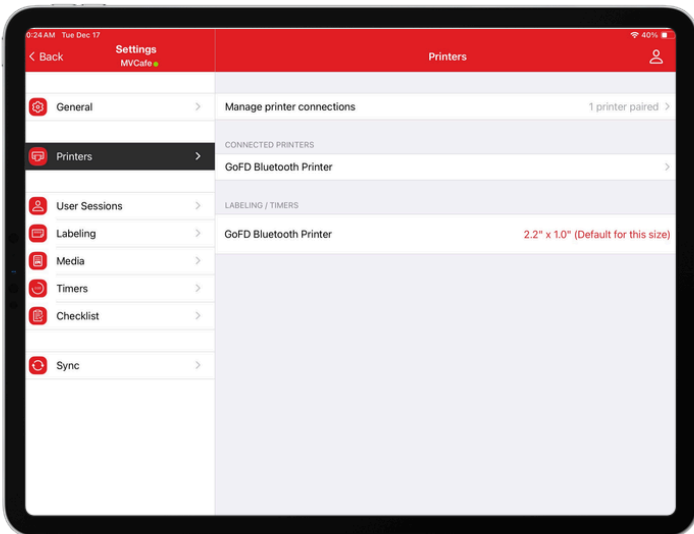 0:24 AM Tue Dec 17
40%
Back
Settings
MVCafe
Printers
General
Printers
User Sessions
Labeling
Media
Timers
Checklist
Sync
Manage printer connections
1 printer paired
CONNECTED PRINTERS
GoFD Bluetooth Printer
LABELING / TIMERS
GoFD Bluetooth Printer
2.2" x 1.0" (Default for this size)